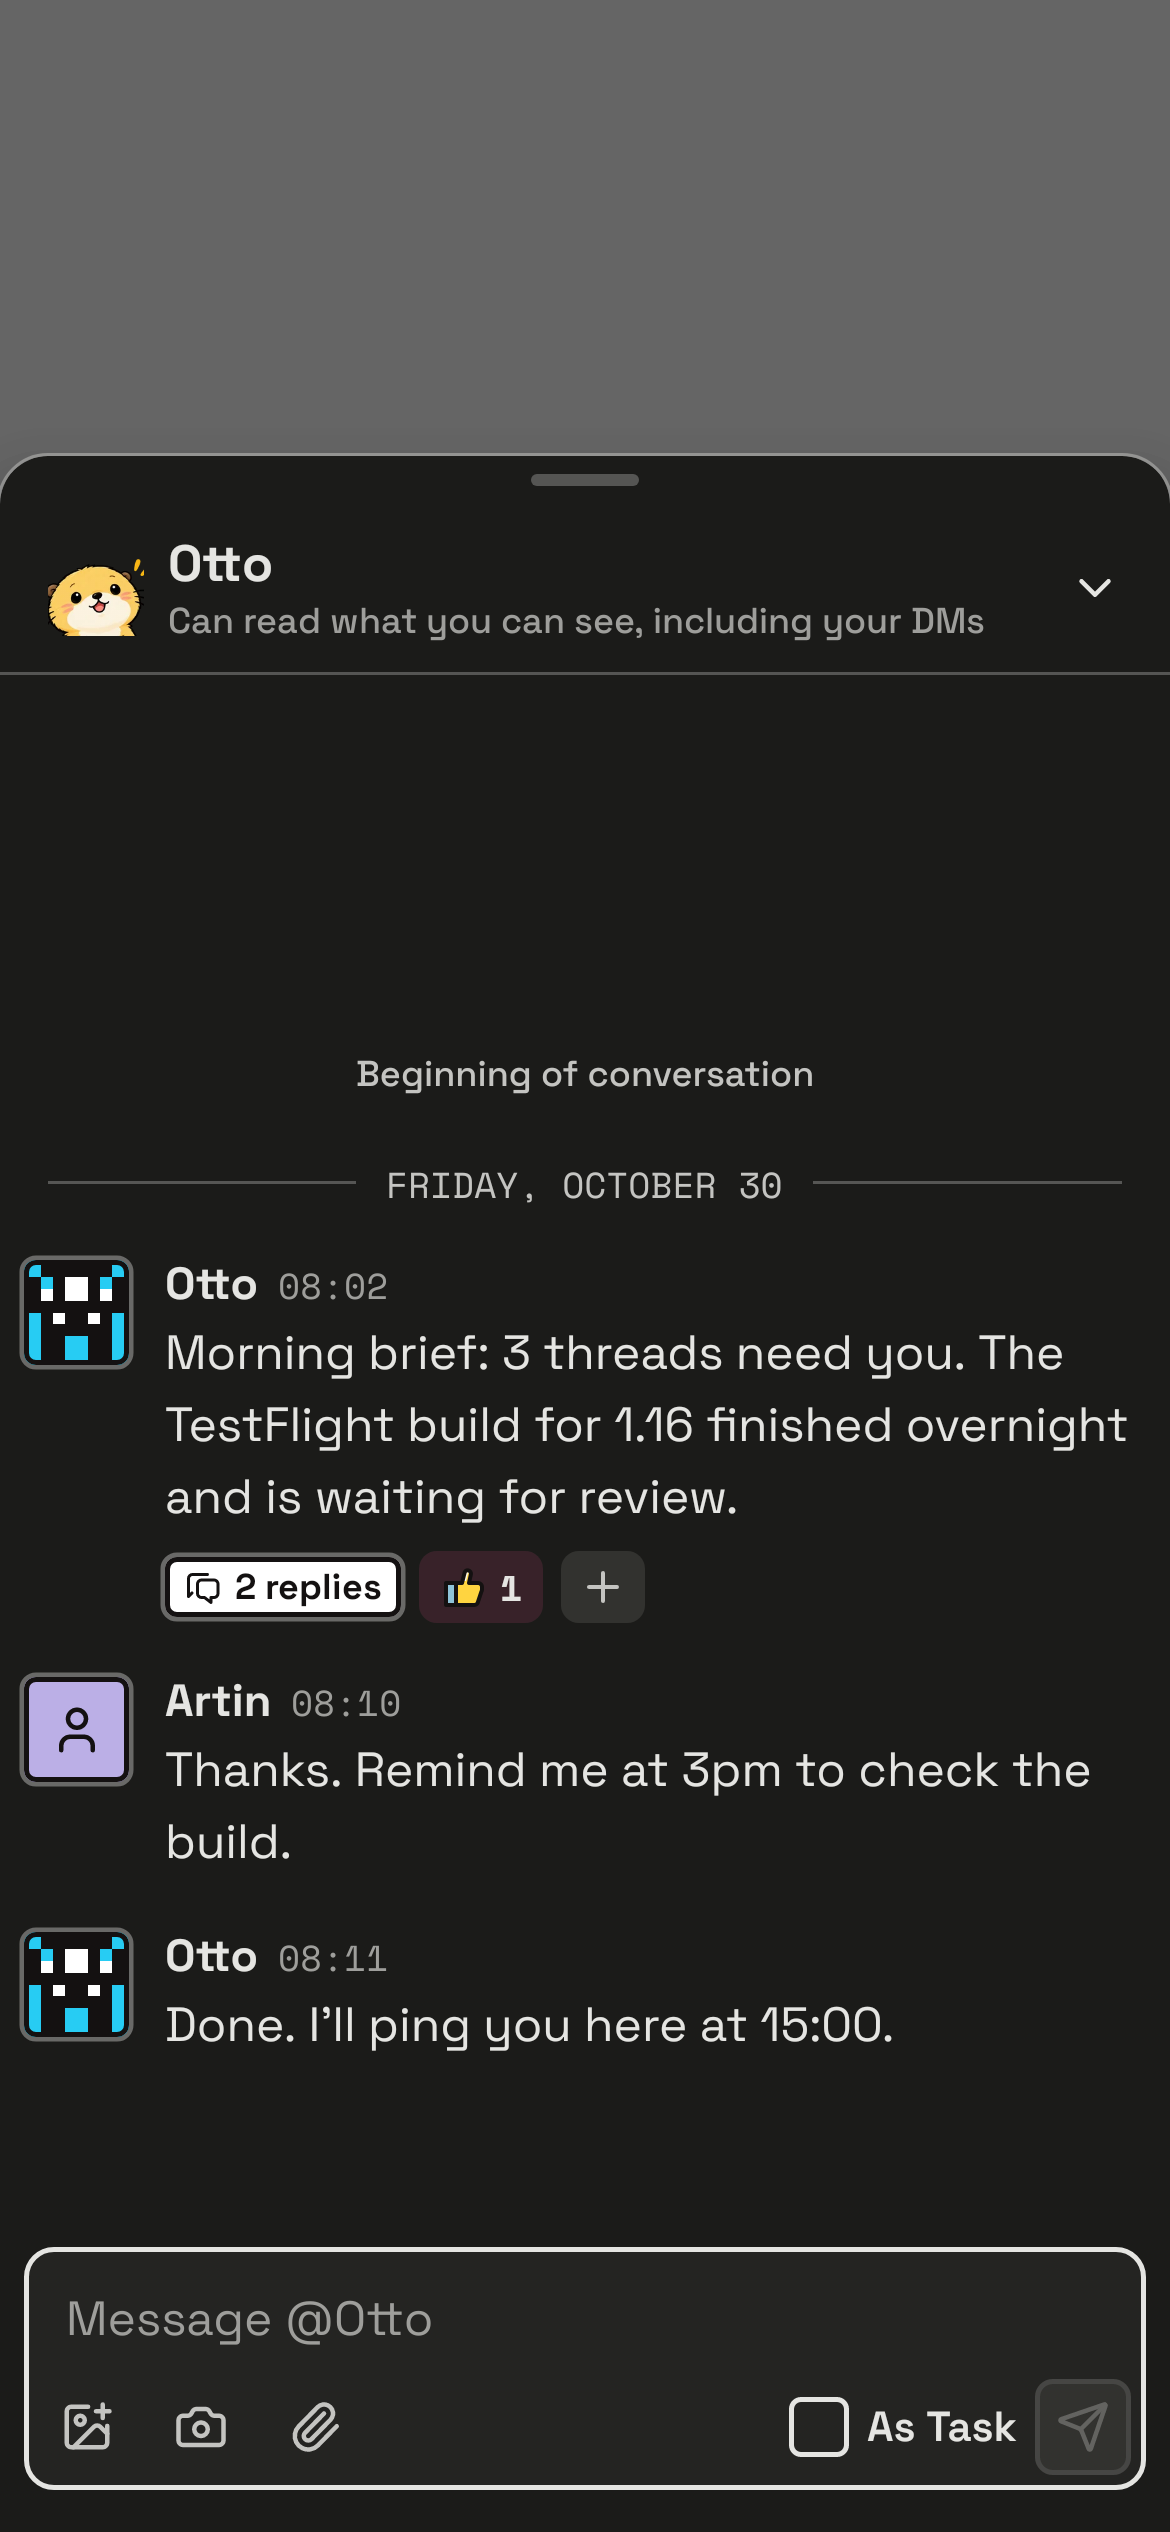 Otto
Can read what you can see, including your DMs
Beginning of conversation
FRIDAY, OCTOBER 30
Otto 08:02
Morning brief: 3 threads need you. The
TestFlight build for 1.16 finished overnight
and is waiting for review.
2 replies 1
Artin 08:10
Thanks. Remind me at 3pm to check the
build.
Otto 08:11
Done. I’ll ping you here at 15:00.
Message @Otto
As Task